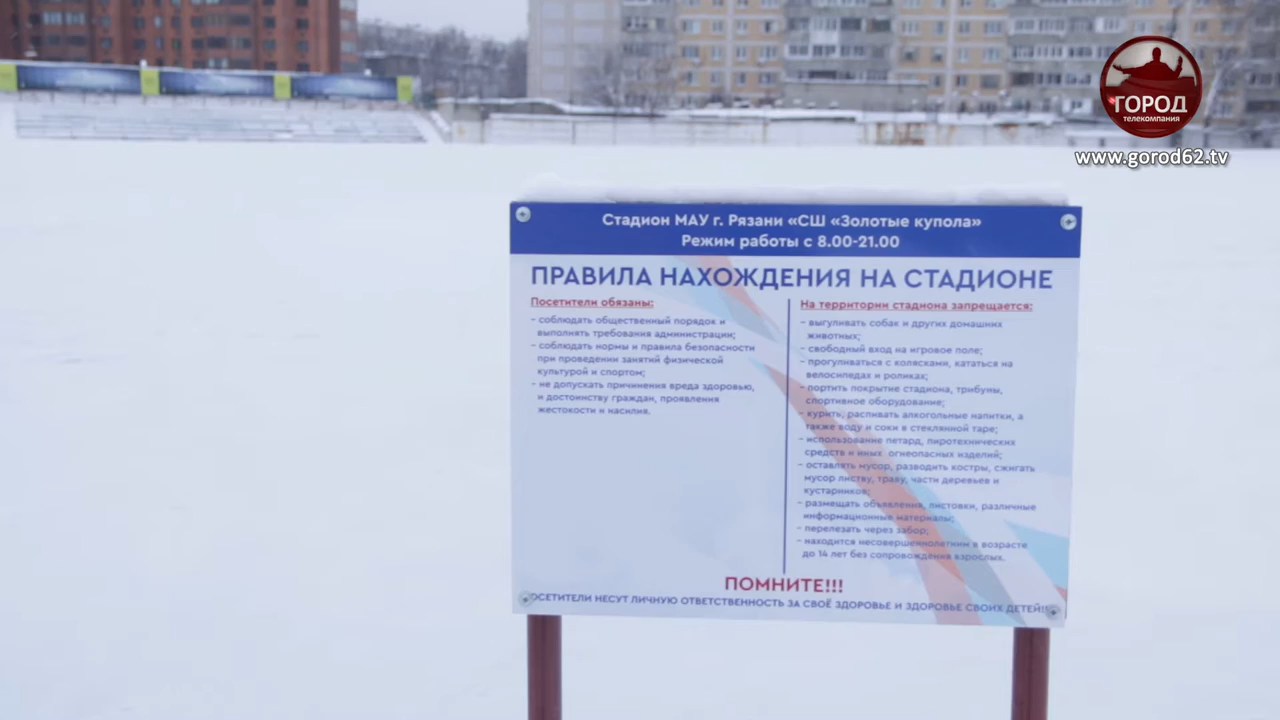 ГОРОД
телекомпания
www.gorod62.tv
Стадион МАУ г. Рязани «СШ «Золотые купола»
Режим работы с 8.00-21.00
ПРАВИЛА НАХОЖДЕНИЯ НА СТАДИОНЕ
Посетители обязаны:
- соблюдать общественный порядок и
выполнять требования администрации;
- соблюдать нормы и правила безопасности
при проведении занятий физической
культурой и спортом;
- не допускать причинения вреда здоровью,
и достоинству граждан, проявления
жестокости и насилия.
На территории стадиона запрещается:
- выгуливать собак и других домашних
животных;
- свободный вход на игровое поле;
- прогуливаться с колясками, кататься на
велосипедах и роликах;
- портить покрытие стадиона, трибуны,
спортивное оборудование;
- курить, распивать алкогольные напитки, а
также воду и соки в стеклянной таре;
- использование петард, пиротехнических
средств и иных огнеопасных изделий;
- оставлять мусор, разводить костры, сжигать
мусор листву, траву, части деревьев и
кустарников;
- размещать объявления, листовки, различные
информационные материалы;
- перелезать через забор;
- находится несовершеннолетним в возрасте
до 14 лет без сопровождения взрослых.
ПОМНИТЕ!!!
ПОСЕТИТЕЛИ НЕСУТ ЛИЧНУЮ ОТВЕТСТВЕННОСТЬ ЗА СВОЁ ЗДОРОВЬЕ И ЗДОРОВЬЕ СВОИХ ДЕТЕЙ!!!